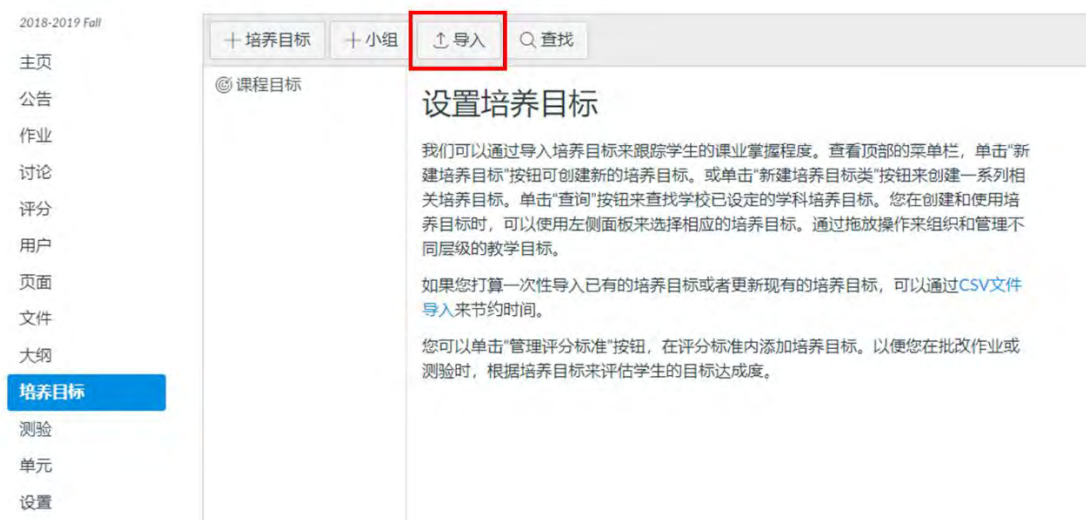 2018-2019 Fall
主页
公告
作业
讨论
评分
用户
页面
文件
大纲
培养目标
测验
单元
设置
+ 培养目标 + 小组 导入 查找
课程目标
设置培养目标
我们可以通过导入培养目标来跟踪学生的课业掌握程度。查看顶部的菜单栏，单击“新
建培养目标”按钮可创建新的培养目标。或单击“新建培养目标类”按钮来创建一系列相
关培养目标。单击“查询”按钮来查找学校已设定的学科培养目标。您在创建和使用培
养目标时，可以使用左侧面板来选择相应的培养目标。通过拖放操作来组织和管理不
同层级的教学目标。
如果您打算一次性导入已有的培养目标或者更新现有的培养目标，可以通过CSV文件
导入来节约时间。
您可以单击“管理评分标准”按钮，在评分标准内添加培养目标。以便您在批改作业或
测验时，根据培养目标来评估学生的目标达成度。